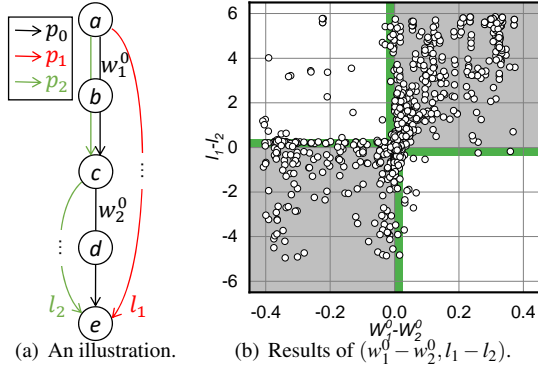 →p₀
→p₁
→p₂
a
w₁⁰
b
c
w₂⁰
d
e
...
...
l₂
l₁
(a) An illustration.
6
4
2
0
-2
-4
-6
l₁-l₂
-0.4 -0.2 0.0 0.2 0.4
W₁⁰-W₂⁰
(b) Results of (w₁⁰ − w₂⁰, l₁ − l₂).